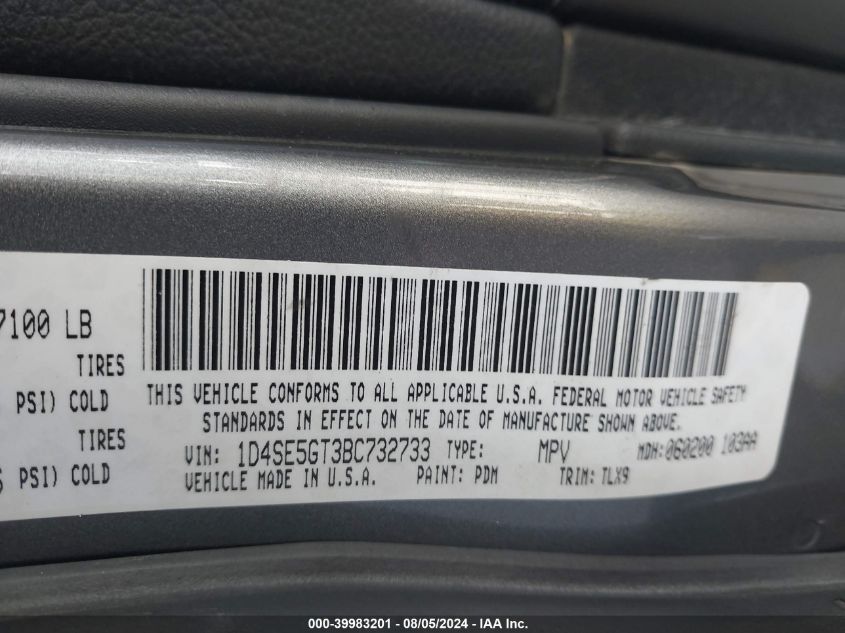 7100 LB
TIRES
PSI) COLD
TIRES
PSI) COLD
THIS VEHICLE CONFORMS TO ALL APPLICABLE U.S.A. FEDERAL MOTOR VEHICLE SAFETY
STANDARDS IN EFFECT ON THE DATE OF MANUFACTURE SHOWN ABOVE.
VIN: 1D4SE5GT3BC732733 TYPE: MPV MDH: 060200 103AA
VEHICLE MADE IN U.S.A. PAINT: PDM TRIM: TLX9
000-39983201 - 08/05/2024 - IAA Inc.